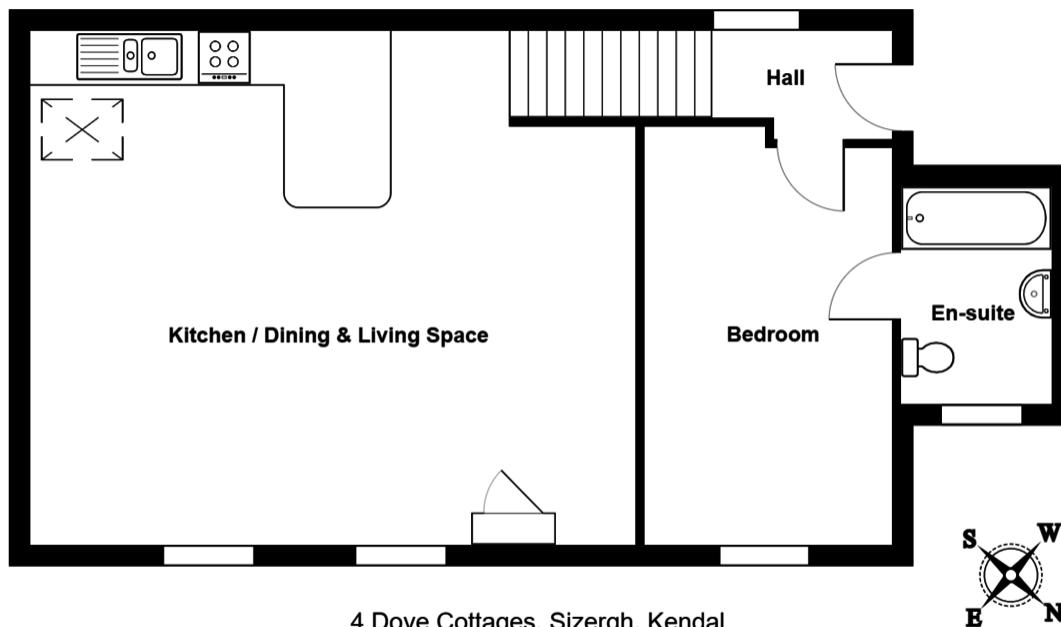 Hall
Kitchen / Dining & Living Space
Bedroom
En-suite
S W
E N
4 Dove Cottages, Sizergh, Kendal